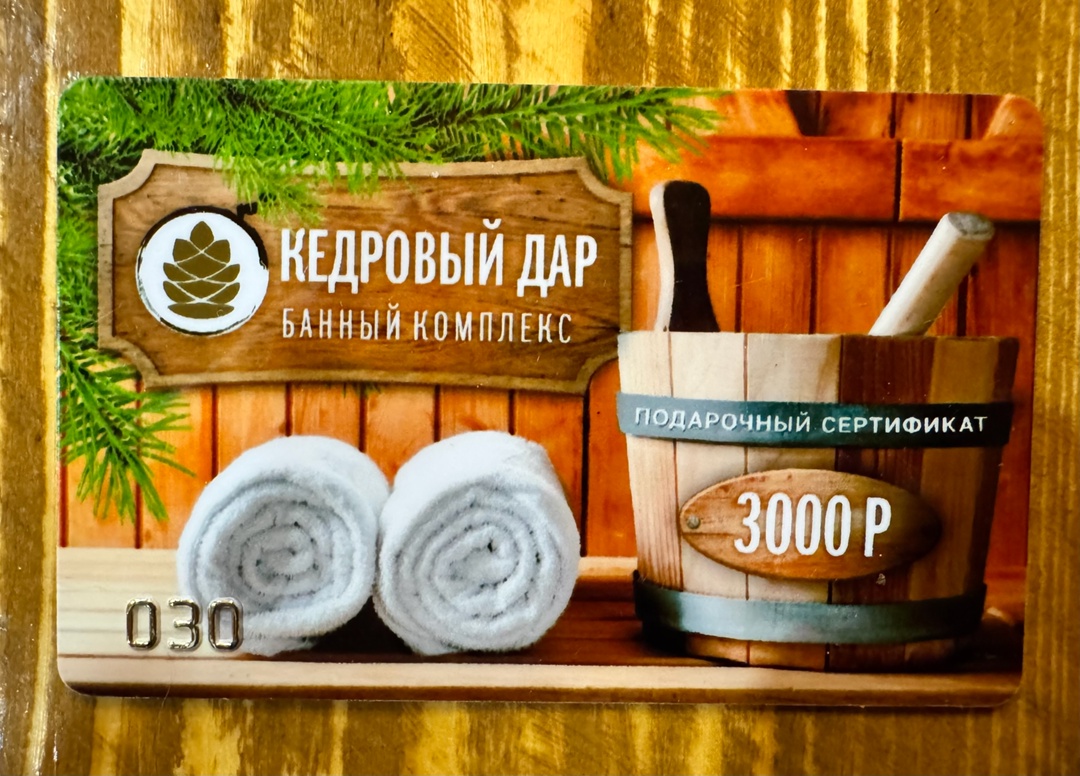 КЕДРОВЫЙ ДАР
БАННЫЙ КОМПЛЕКС
ПОДАРОЧНЫЙ СЕРТИФИКАТ
3000 Р
030